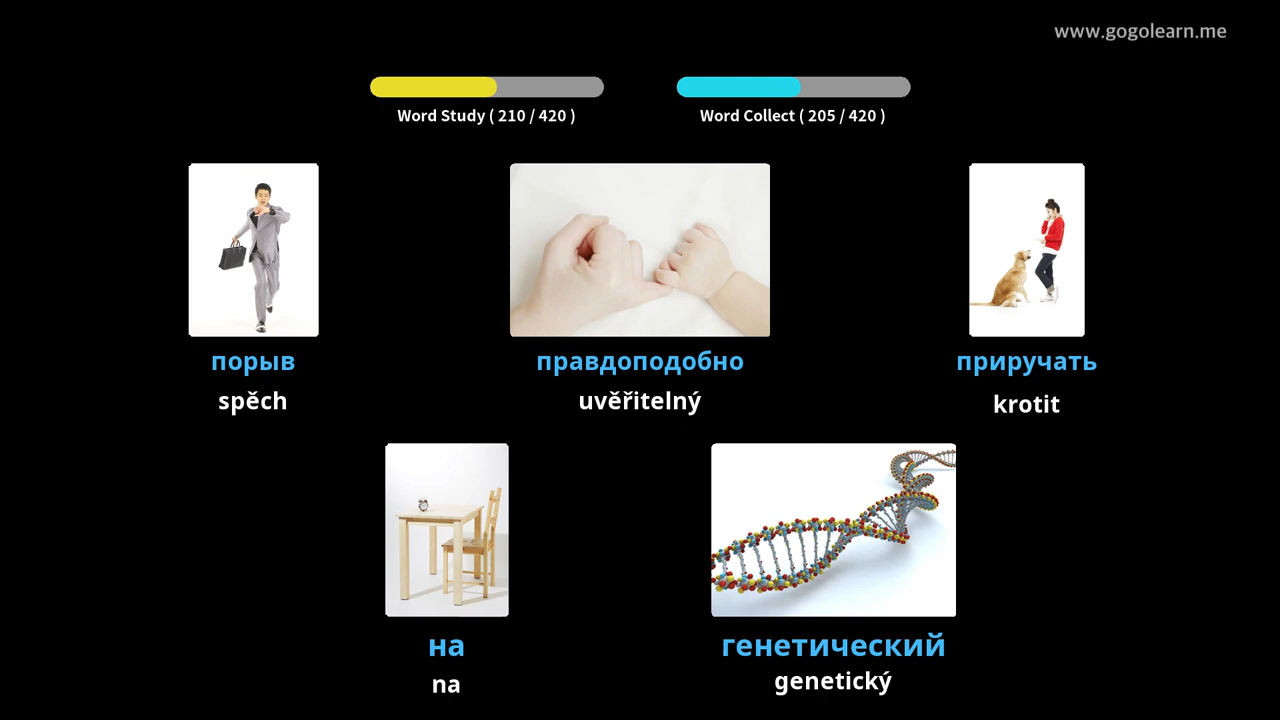 www.gogolearn.me
Word Study ( 210 / 420 )
Word Collect ( 205 / 420 )
порыв
spěch
правдоподобно
uvěřitelný
приручать
krotit
на
na
генетический
genetický